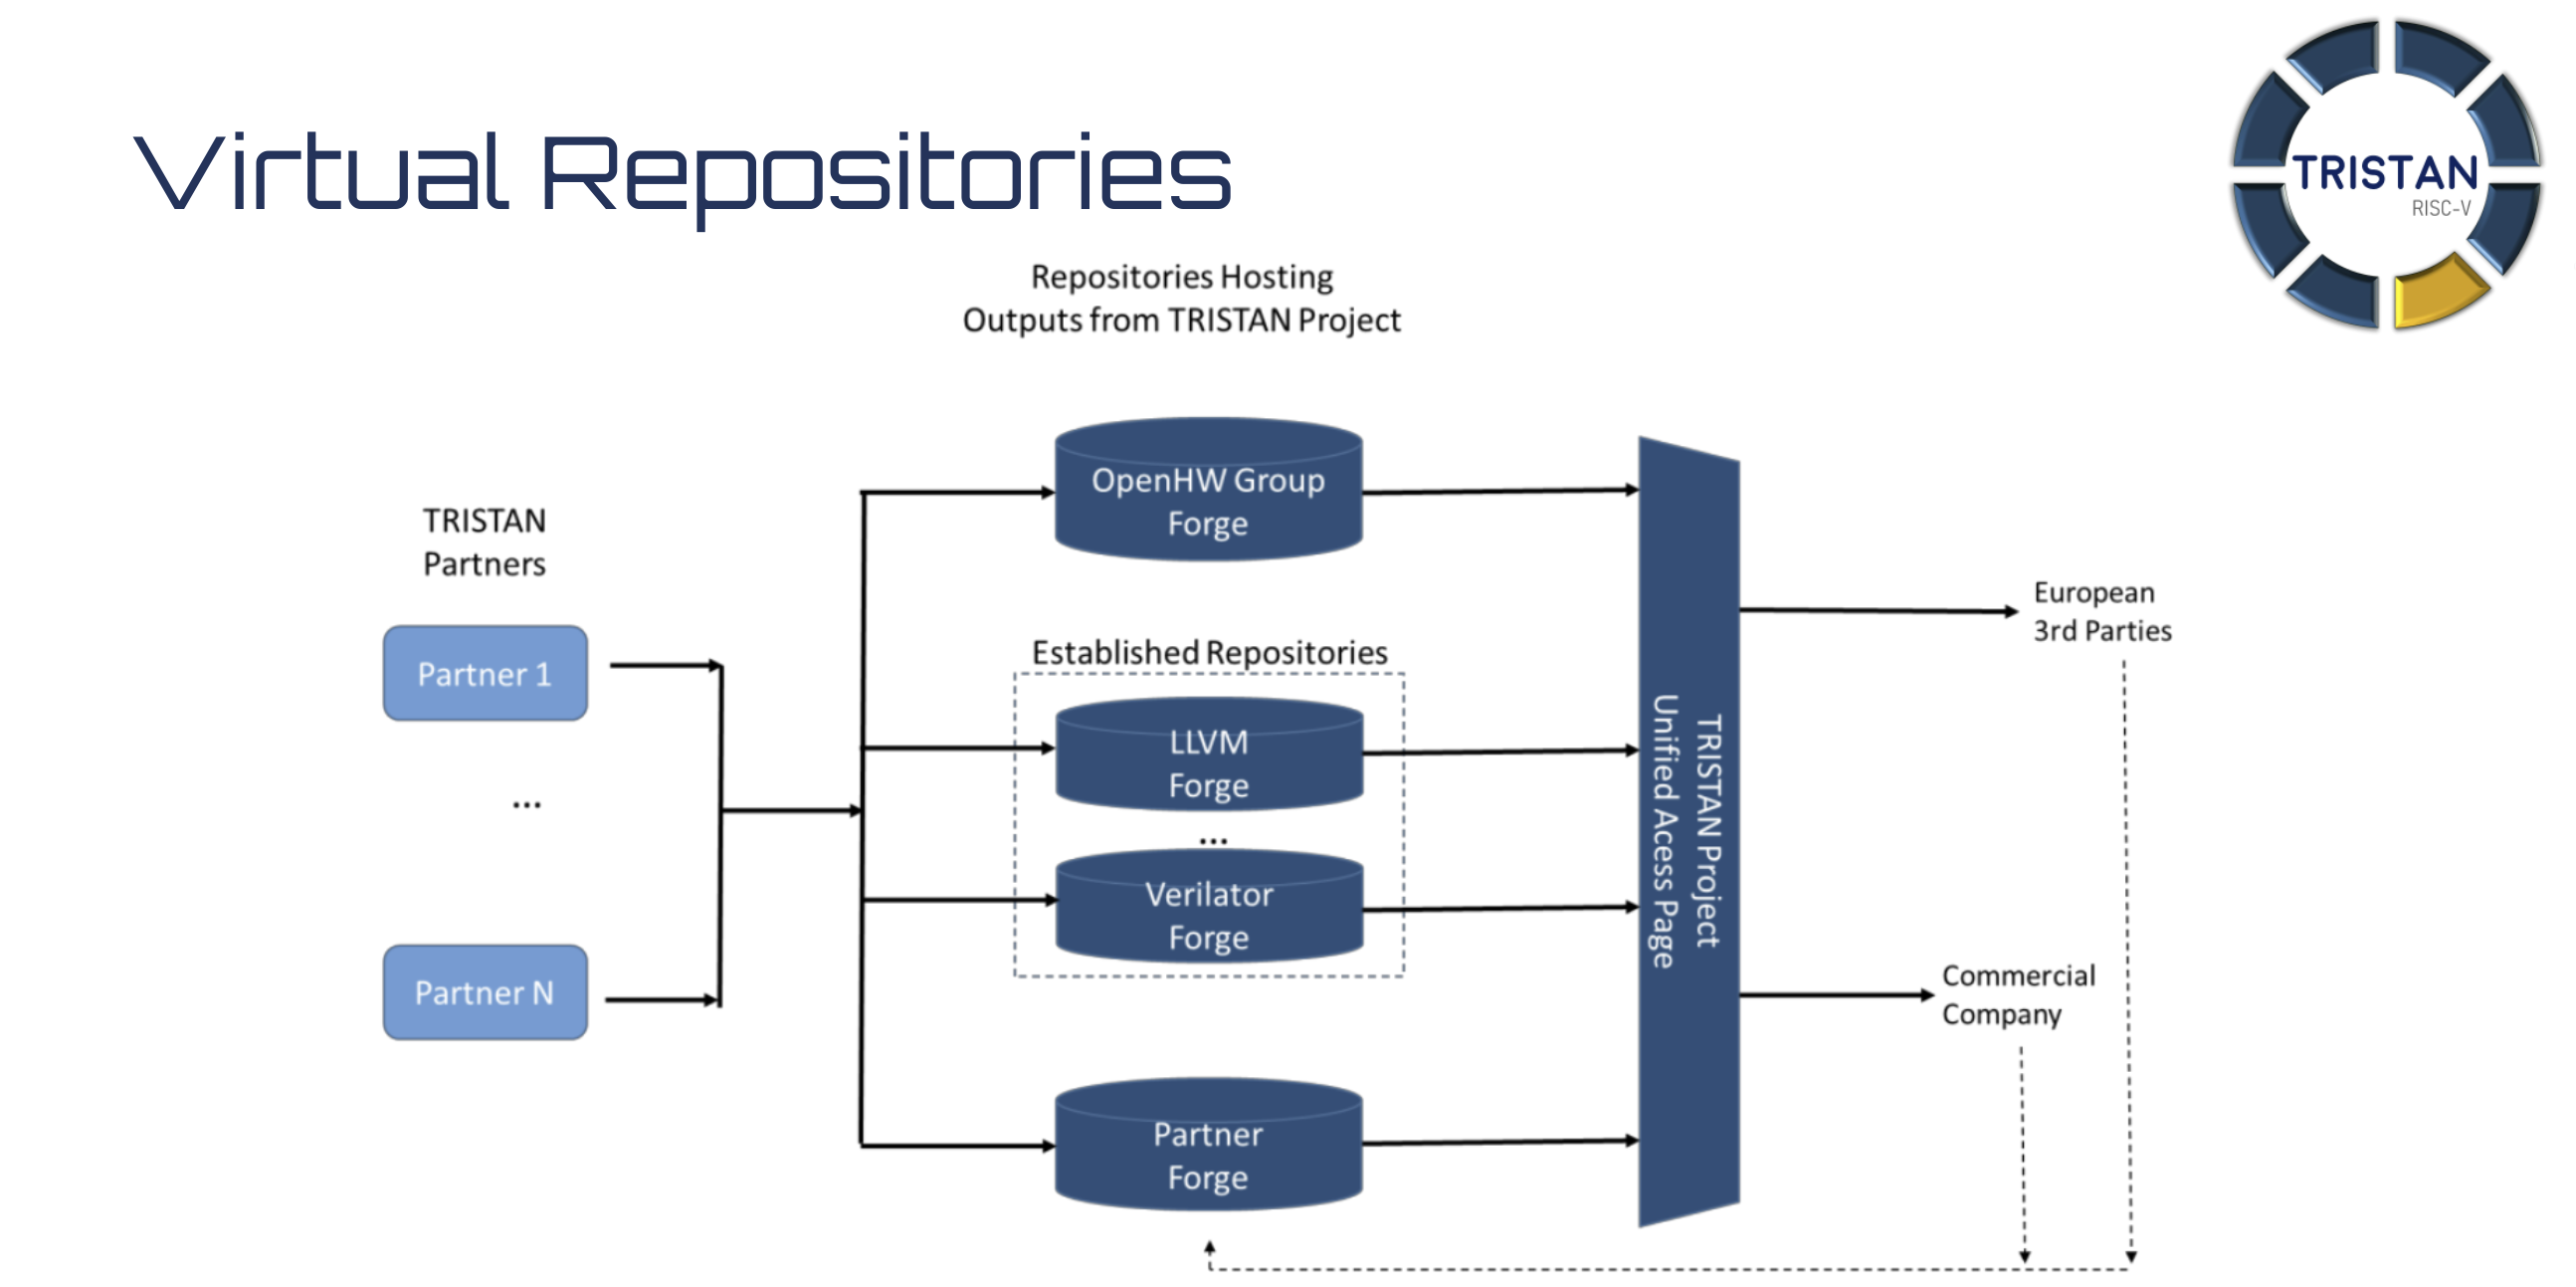 Virtual Repositories
TRISTAN
RISC-V
Repositories Hosting
Outputs from TRISTAN Project
TRISTAN
Partners
Partner 1
...
Partner N
OpenHW Group
Forge
Established Repositories
LLVM
Forge
...
Verilator
Forge
Partner
Forge
TRISTAN Project
Unified Acess Page
European
3rd Parties
Commercial
Company